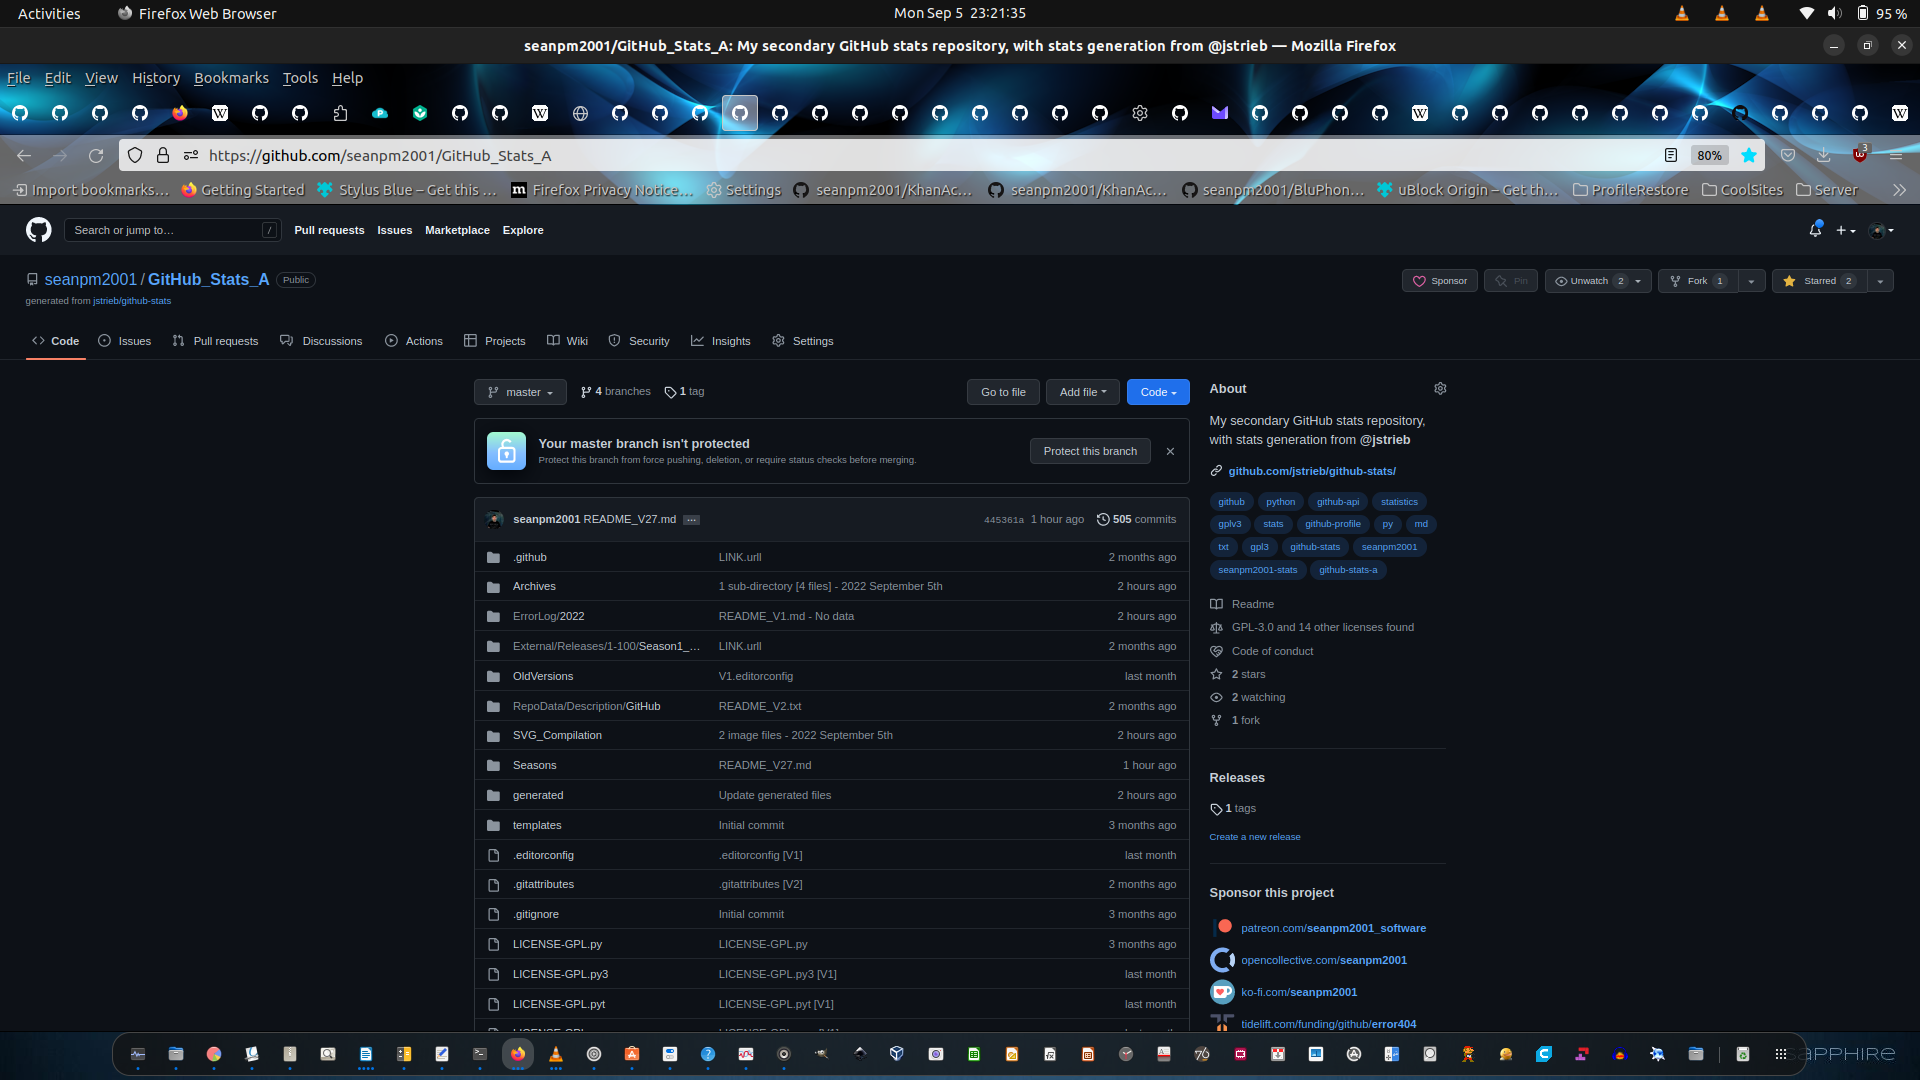 Activities
Firefox Web Browser
Mon Sep 5 23:21:35
95 %
seanpm2001/GitHub_Stats_A: My secondary GitHub stats repository, with stats generation from @jstrieb — Mozilla Firefox
File Edit View History Bookmarks Tools Help
https://github.com/seanpm2001/GitHub_Stats_A
80%
3
Import bookmarks… Getting Started Stylus Blue – Get this … Firefox Privacy Notice… Settings seanpm2001/KhanAc… seanpm2001/KhanAc… seanpm2001/BluPhon… uBlock Origin – Get th… ProfileRestore CoolSites Server
Search or jump to… /
Pull requests Issues Marketplace Explore
seanpm2001 / GitHub_Stats_A Public
generated from jstrieb/github-stats
Sponsor Pin Unwatch 2 Fork 1 Starred 2
Code Issues Pull requests Discussions Actions Projects Wiki Security Insights Settings
master 4 branches 1 tag
Go to file Add file Code
Your master branch isn't protected
Protect this branch from force pushing, deletion, or require status checks before merging.
Protect this branch
seanpm2001 README_V27.md … 445361a 1 hour ago 505 commits
.github LINK.urll 2 months ago
Archives 1 sub-directory [4 files] - 2022 September 5th 2 hours ago
ErrorLog/2022 README_V1.md - No data 2 hours ago
External/Releases/1-100/Season1_… LINK.urll 2 months ago
OldVersions V1.editorconfig last month
RepoData/Description/GitHub README_V2.txt 2 months ago
SVG_Compilation 2 image files - 2022 September 5th 2 hours ago
Seasons README_V27.md 1 hour ago
generated Update generated files 2 hours ago
templates Initial commit 3 months ago
.editorconfig .editorconfig [V1] last month
.gitattributes .gitattributes [V2] 2 months ago
.gitignore Initial commit 3 months ago
LICENSE-GPL.py LICENSE-GPL.py 3 months ago
LICENSE-GPL.py3 LICENSE-GPL.py3 [V1] last month
LICENSE-GPL.pyt LICENSE-GPL.pyt [V1] last month
About
My secondary GitHub stats repository,
with stats generation from @jstrieb
github.com/jstrieb/github-stats/
github python github-api statistics
gplv3 stats github-profile py md
txt gpl3 github-stats seanpm2001
seanpm2001-stats github-stats-a
Readme
GPL-3.0 and 14 other licenses found
Code of conduct
2 stars
2 watching
1 fork
Releases
1 tags
Create a new release
Sponsor this project
patreon.com/seanpm2001_software
opencollective.com/seanpm2001
ko-fi.com/seanpm2001
tidelift.com/funding/github/error404
SAPPHIRE